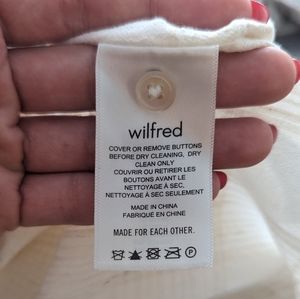 wilfred
COVER OR REMOVE BUTTONS
BEFORE DRY CLEANING, DRY
CLEAN ONLY
COUVRIR OU RETIRER LES
BOUTONS AVANT LE
NETTOYAGE À SEC,
NETTOYAGE À SEC SEULEMENT
MADE IN CHINA
FABRIQUÉ EN CHINE
MADE FOR EACH OTHER.
P